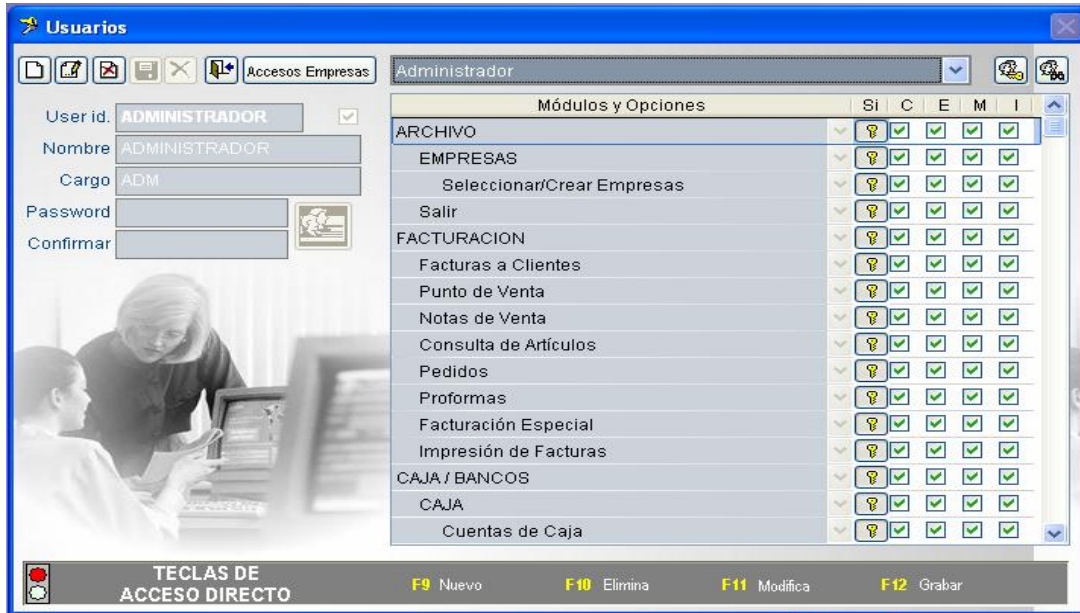 Usuarios
Accesos Empresas
Administrador
User id. ADMINISTRADOR
Nombre ADMINISTRADOR
Cargo ADM
Password
Confirmar
Módulos y Opciones Si C E M I
ARCHIVO
EMPRESAS
Seleccionar/Crear Empresas
Salir
FACTURACION
Facturas a Clientes
Punto de Venta
Notas de Venta
Consulta de Artículos
Pedidos
Proformas
Facturación Especial
Impresión de Facturas
CAJA / BANCOS
CAJA
Cuentas de Caja
TECLAS DE
ACCESO DIRECTO
F9 Nuevo F10 Elimina F11 Modifica F12 Grabar